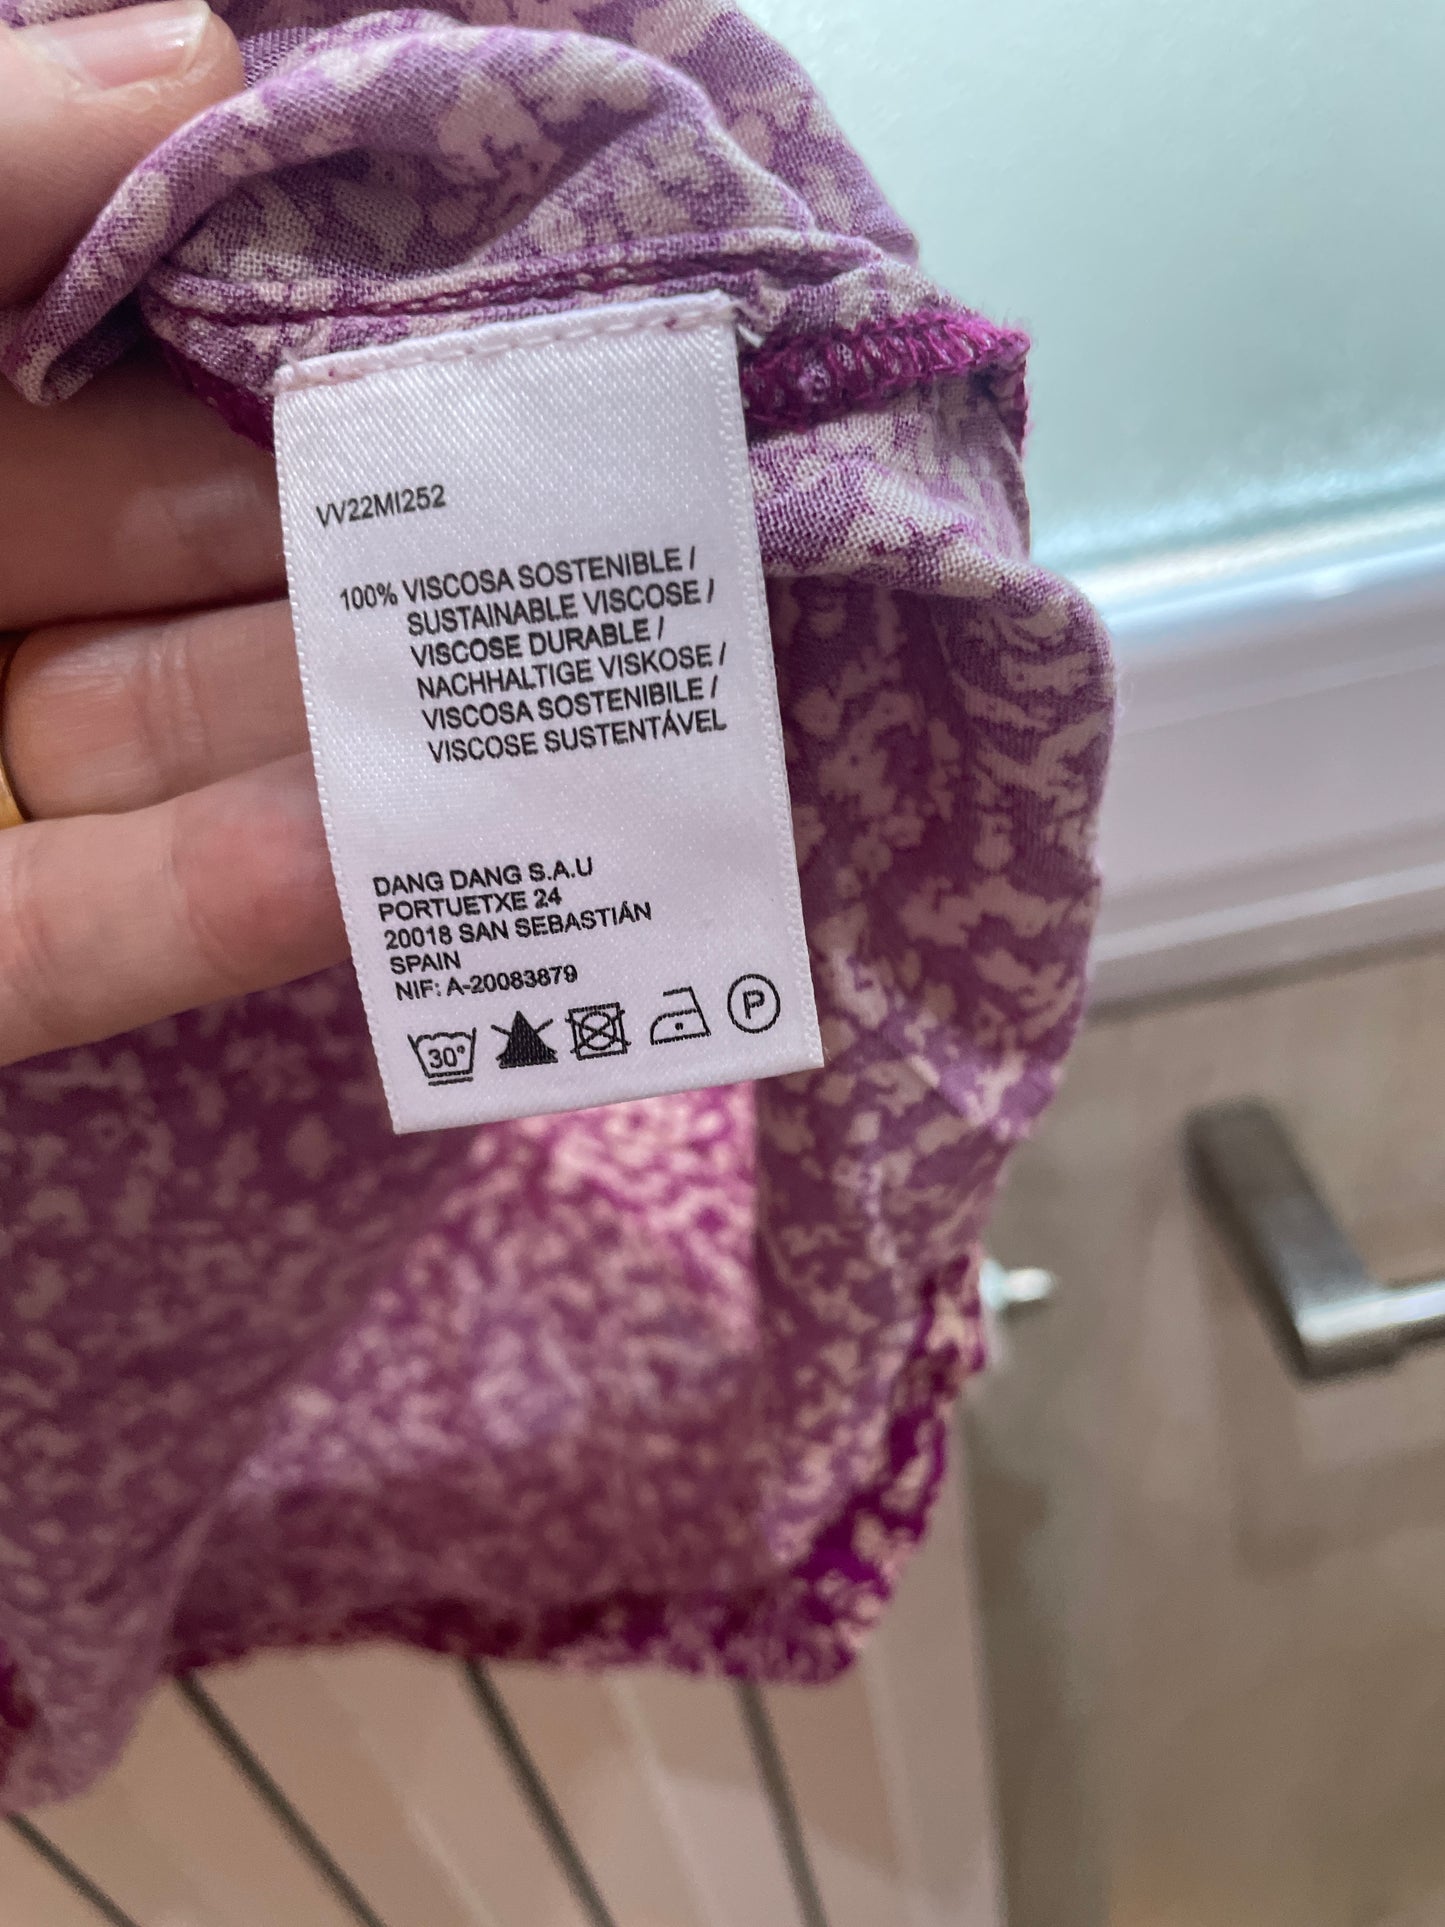 VV22MI252
100% VISCOSA SOSTENIBLE /
SUSTAINABLE VISCOSE /
VISCOSE DURABLE /
NACHHALTIGE VISKOSE /
VISCOSA SOSTENIBILE /
VISCOSE SUSTENTÁVEL
DANG DANG S.A.U
PORTUETXE 24
20018 SAN SEBASTIÁN
SPAIN
NIF: A-20083879
30° P